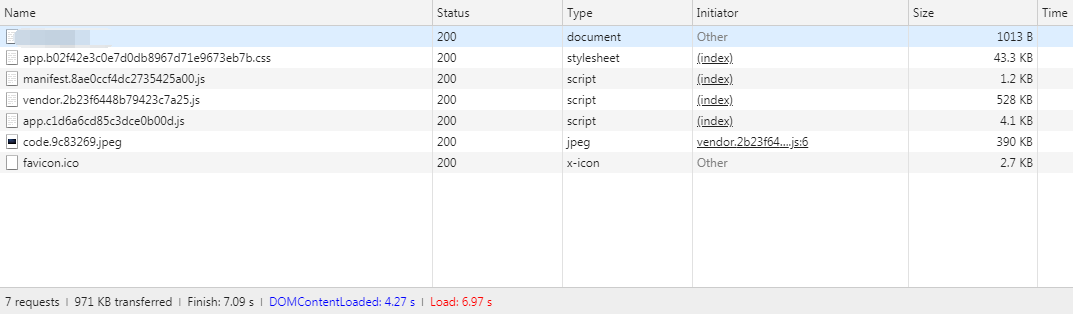 Name Status Type Initiator Size Time
200 document Other 1013 B
app.b02f42e3c0e7d0db8967d71e9673eb7b.css 200 stylesheet (index) 43.3 KB
manifest.8ae0ccf4dc2735425a00.js 200 script (index) 1.2 KB
vendor.2b23f6448b79423c7a25.js 200 script (index) 528 KB
app.c1d6a6cd85c3dce0b00d.js 200 script (index) 4.1 KB
code.9c83269.jpeg 200 jpeg vendor.2b23f64....js:6 390 KB
favicon.ico 200 x-icon Other 2.7 KB
7 requests | 971 KB transferred | Finish: 7.09 s | DOMContentLoaded: 4.27 s | Load: 6.97 s